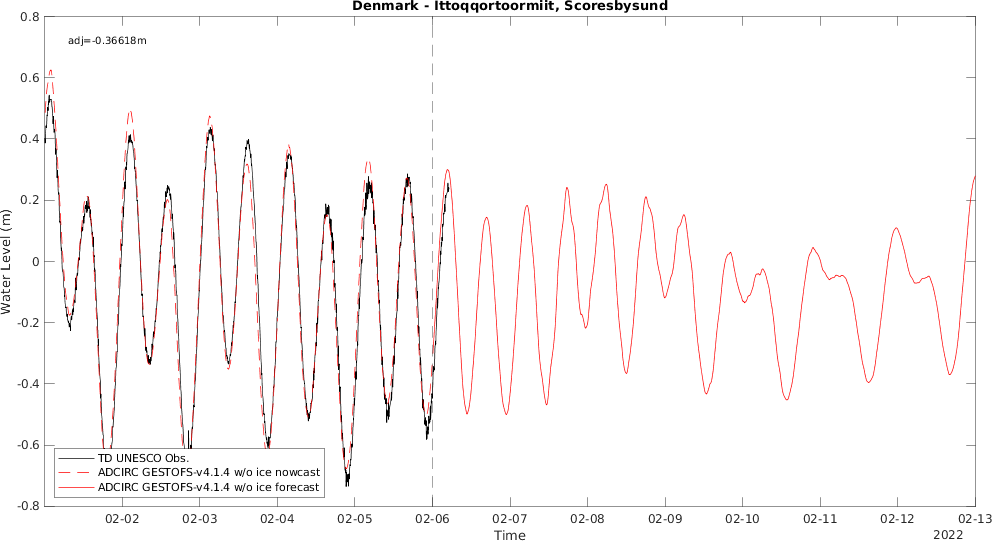 Denmark - Ittoqqortoormiit, Scoresbysund
adj=-0.36618m
0.8
0.6
0.4
0.2
0
-0.2
-0.4
-0.6
-0.8
Water Level (m)
TD UNESCO Obs.
ADCIRC GESTOFS-v4.1.4 w/o ice nowcast
ADCIRC GESTOFS-v4.1.4 w/o ice forecast
02-02 02-03 02-04 02-05 02-06 02-07 02-08 02-09 02-10 02-11 02-12 02-13
Time
2022